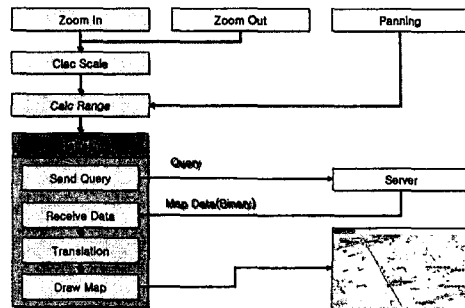 Zoom In
Zoom Out
Panning
Clac Scale
Calc Range
Query
Send Query
Server
Map Data(Binary)
Receive Data
Translation
Draw Map